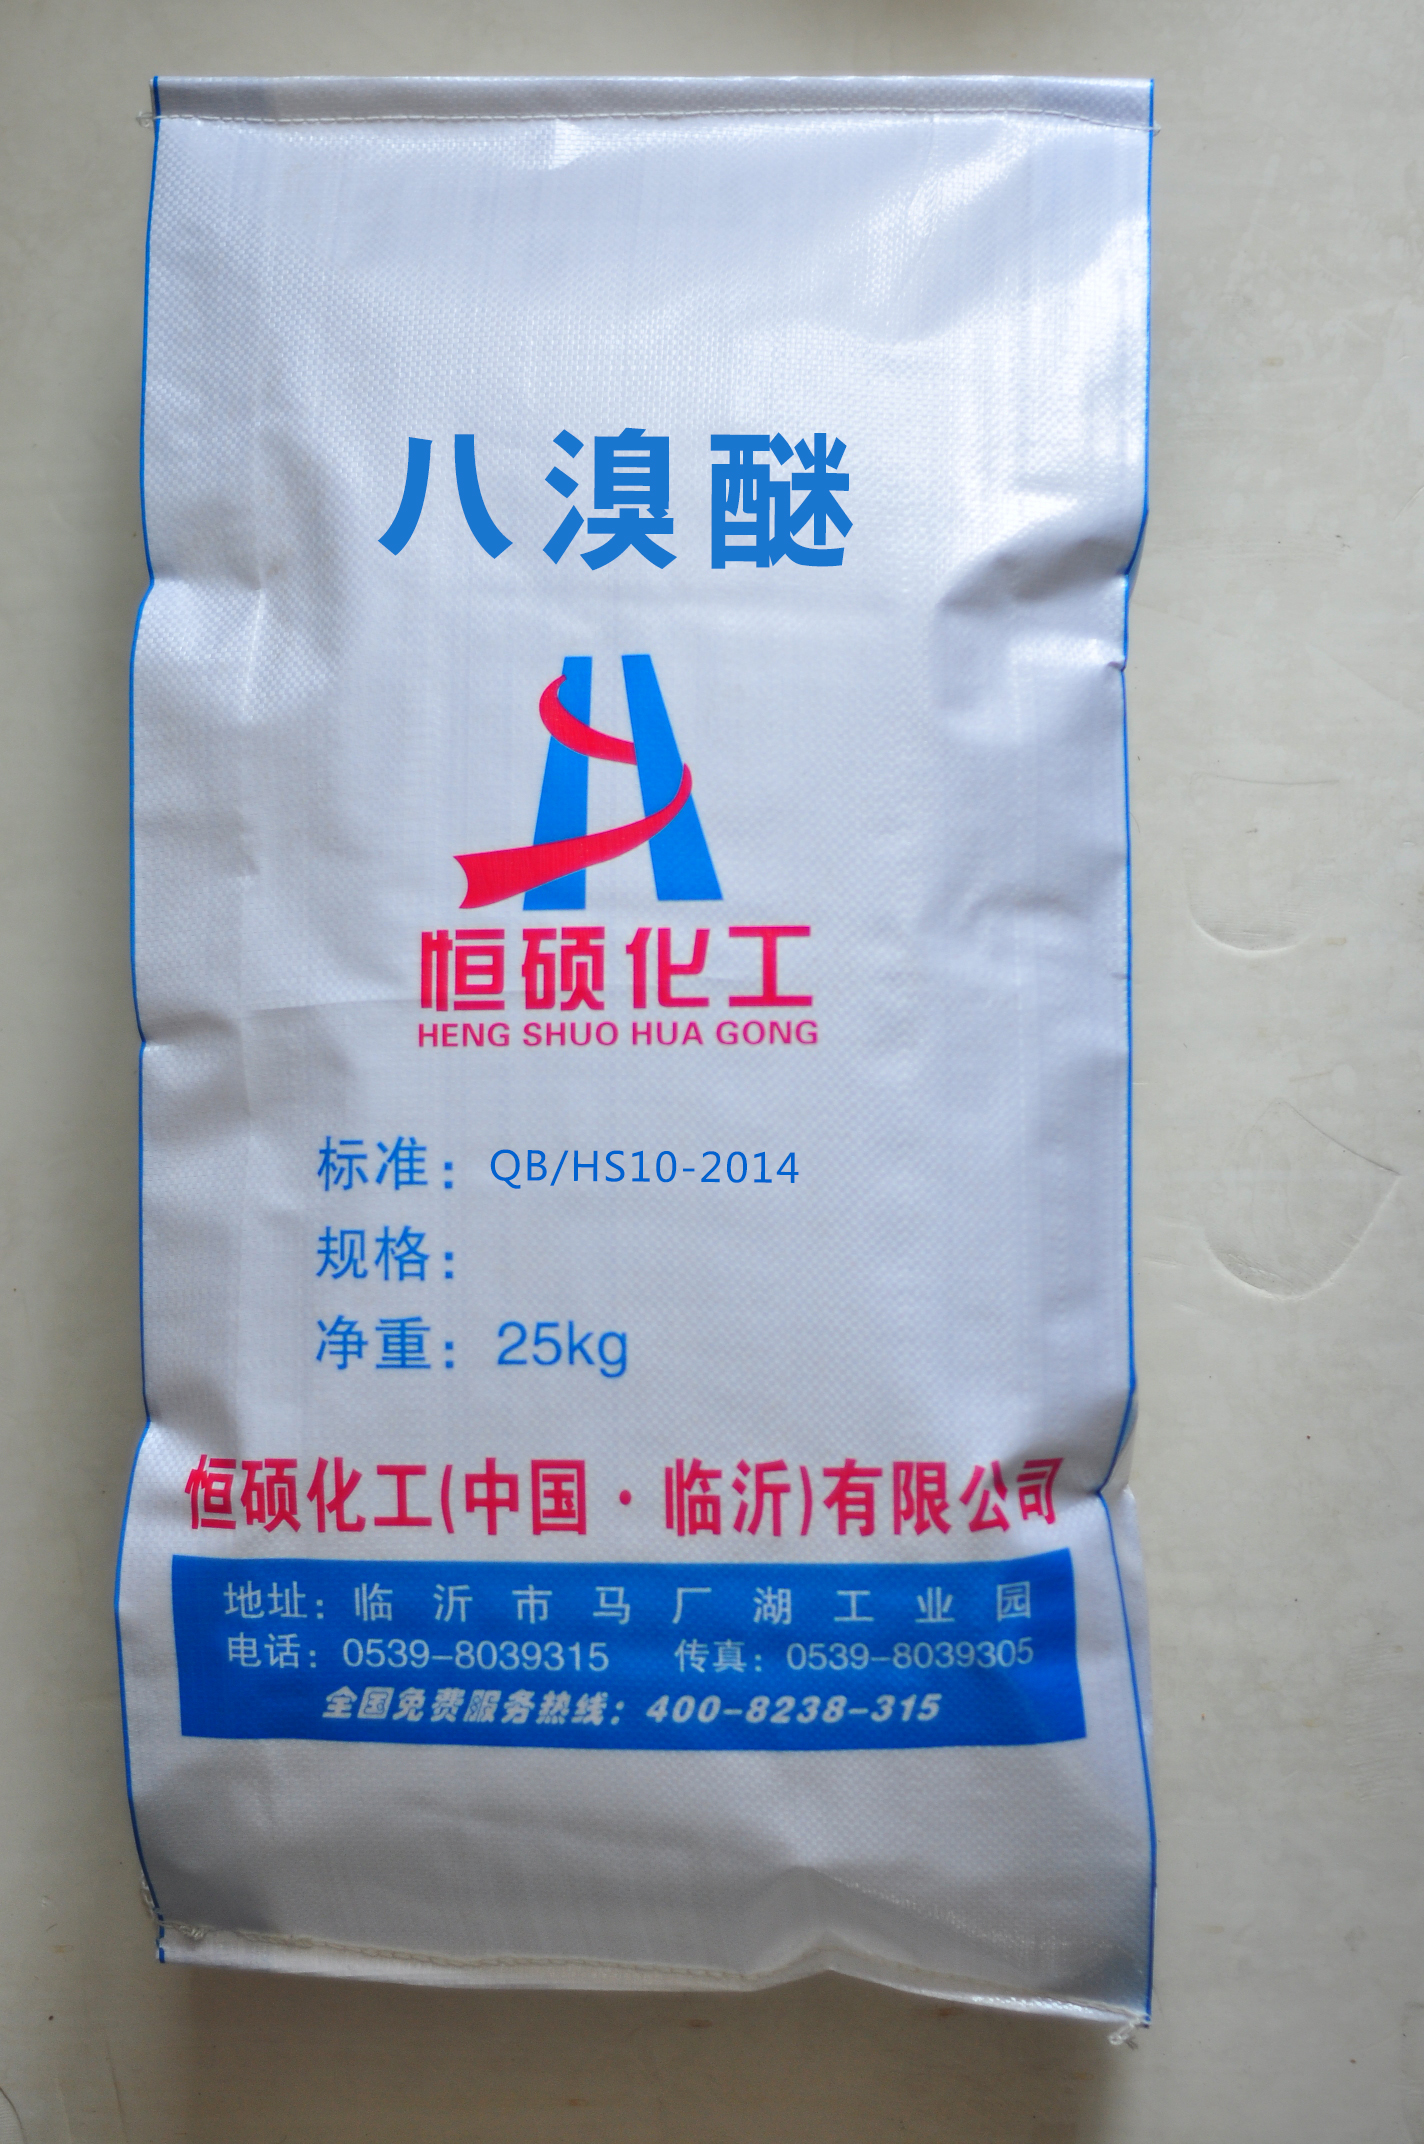 八溴醚
恒硕化工
HENG SHUO HUA GONG
标准：QB/HS10-2014
规格：
净重：25kg
恒硕化工(中国·临沂)有限公司
地址：临沂市马厂湖工业园
电话：0539-8039315 传真：0539-8039305
全国免费服务热线：400-8238-315